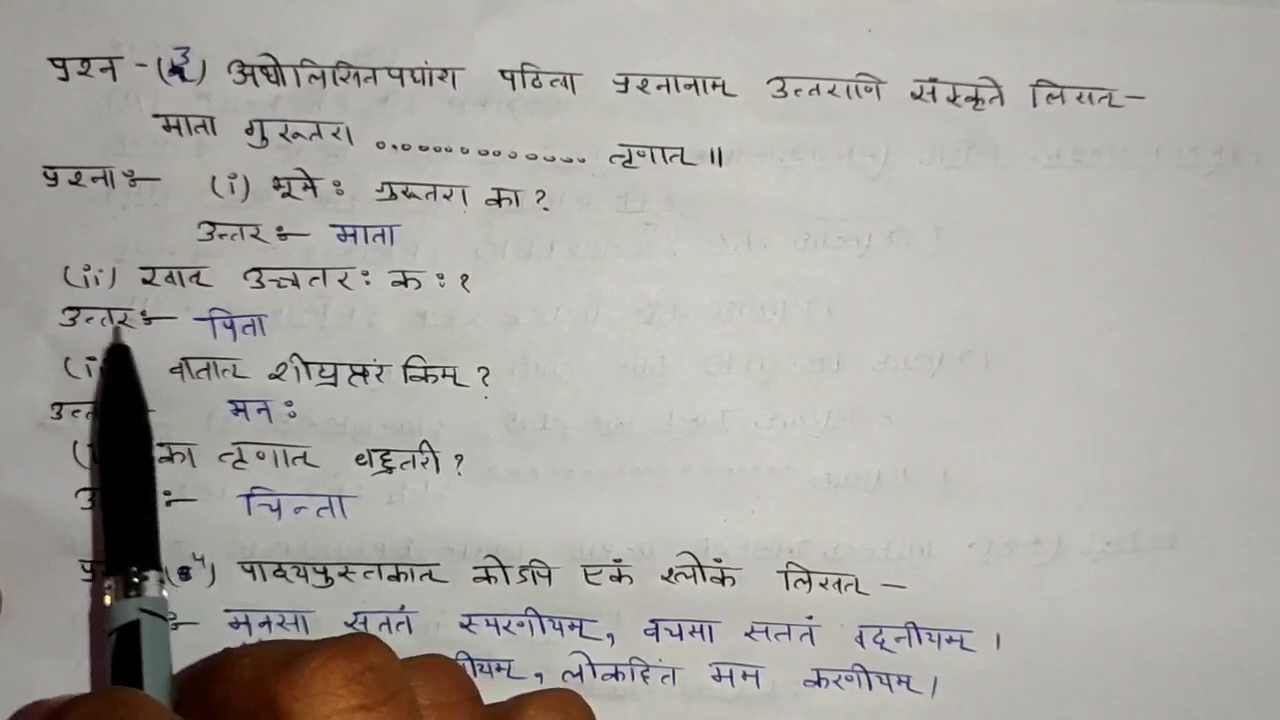 प्रश्न -(3) अधोलिखितपद्यांश पठित्वा प्रश्नानाम् उत्तराणि संस्कृते लिखत -
माता गुरूतरा .............. तृणात् ॥
प्रश्नाः- (i) भूमेः गुरूतरा का ?
उत्तरः- माता
(ii) खात् उच्चतरः कः ?
उत्तरः- पिता
वातात् शीघ्रतरं किम् ?
मनः
का तृणात् बहुतरी ?
:- चिन्ता
(4) पाठ्यपुस्तकात् कोऽपि एकं श्लोकं लिखत -
:- मनसा सततं स्मरणीयम्, वचसा सततं वदनीयम् ।
लोकहितं मम करणीयम् ।